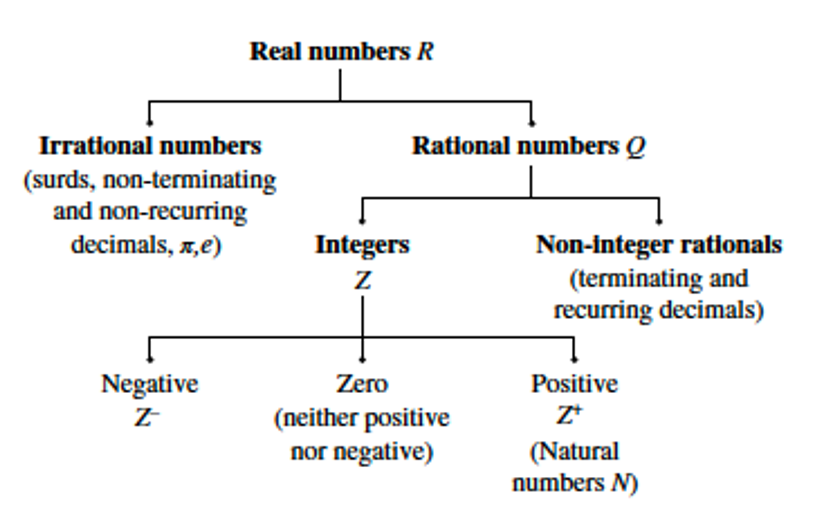 Real numbers R
Irrational numbers
(surds, non-terminating
and non-recurring
decimals, π,e)
Rational numbers Q
Integers
Z
Non-integer rationals
(terminating and
recurring decimals)
Negative
Z⁻
Zero
(neither positive
nor negative)
Positive
Z⁺
(Natural
numbers N)